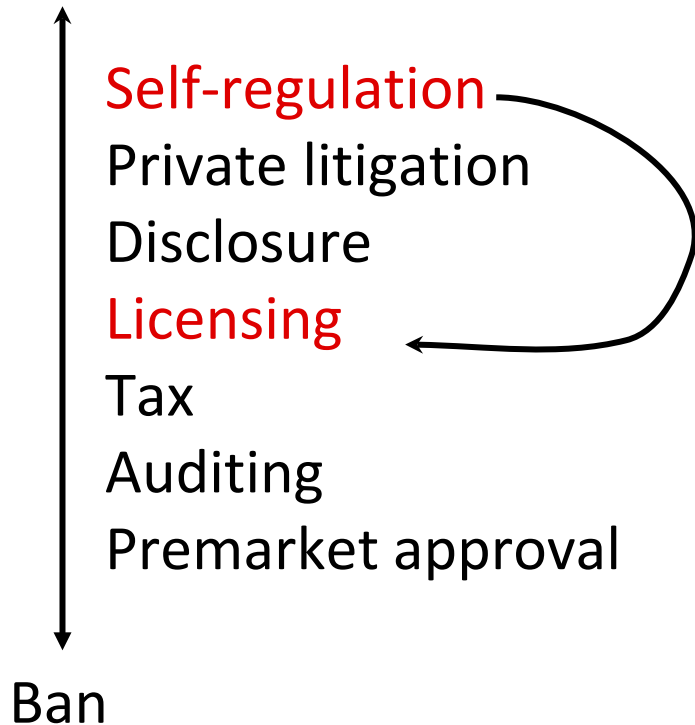 Self-regulation
Private litigation
Disclosure
Licensing
Tax
Auditing
Premarket approval
Ban